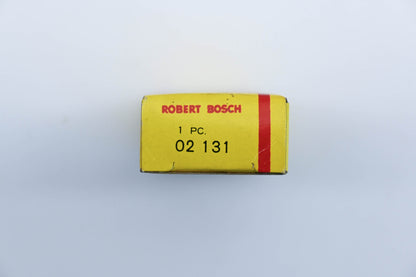 ROBERT BOSCH
1 PC.
02 131